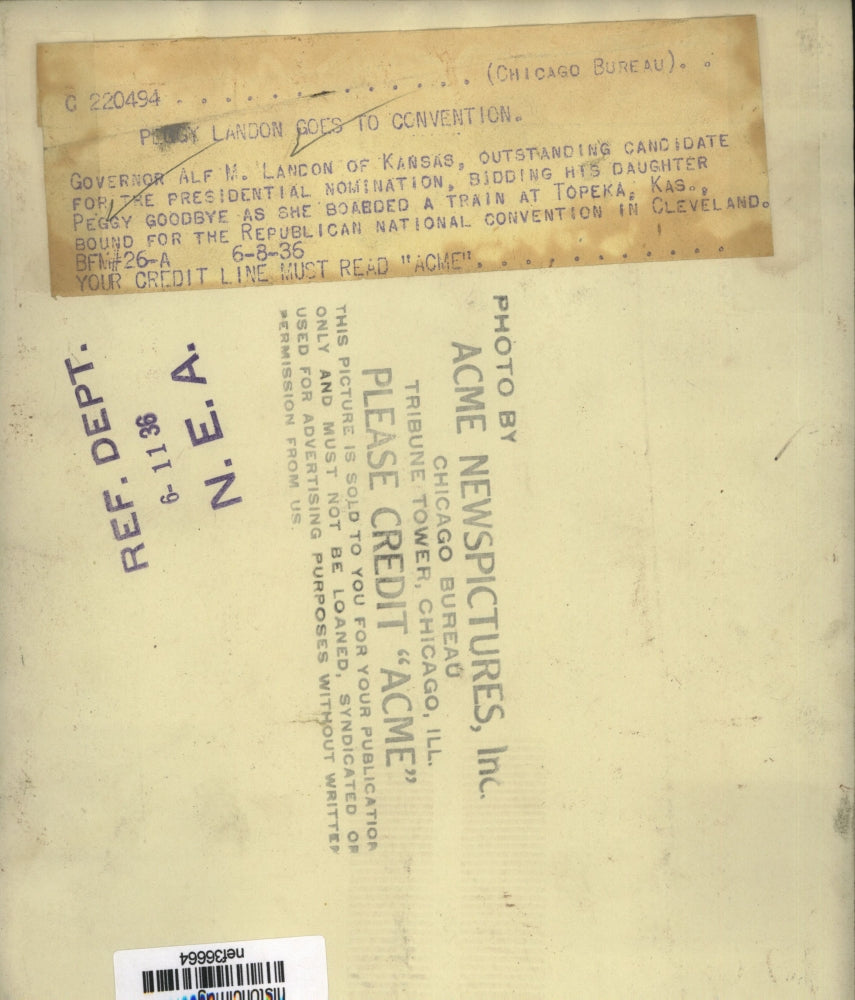 C 220494 . . . . . . . . . . . . . (CHICAGO BUREAU). .
PEGGY LANDON GOES TO CONVENTION.
GOVERNOR ALF M. LANDON OF KANSAS, OUTSTANDING CANDIDATE
FOR THE PRESIDENTIAL NOMINATION, BIDDING HIS DAUGHTER
PEGGY GOODBYE AS SHE BOARDED A TRAIN AT TOPEKA, KAS.,
BOUND FOR THE REPUBLICAN NATIONAL CONVENTION IN CLEVELAND.
BFM#26-A 6-8-36
YOUR CREDIT LINE MUST READ "ACME". . . . . . . . . .
REF. DEPT.
6-11 36
N. E. A.
PHOTO BY
ACME NEWSPICTURES, Inc.
CHICAGO BUREAU
TRIBUNE TOWER, CHICAGO, ILL.
PLEASE CREDIT “ACME”
THIS PICTURE IS SOLD TO YOU FOR YOUR PUBLICATION
ONLY AND MUST NOT BE LOANED, SYNDICATED OR
USED FOR ADVERTISING PURPOSES WITHOUT WRITTEN
PERMISSION FROM US
nef36664